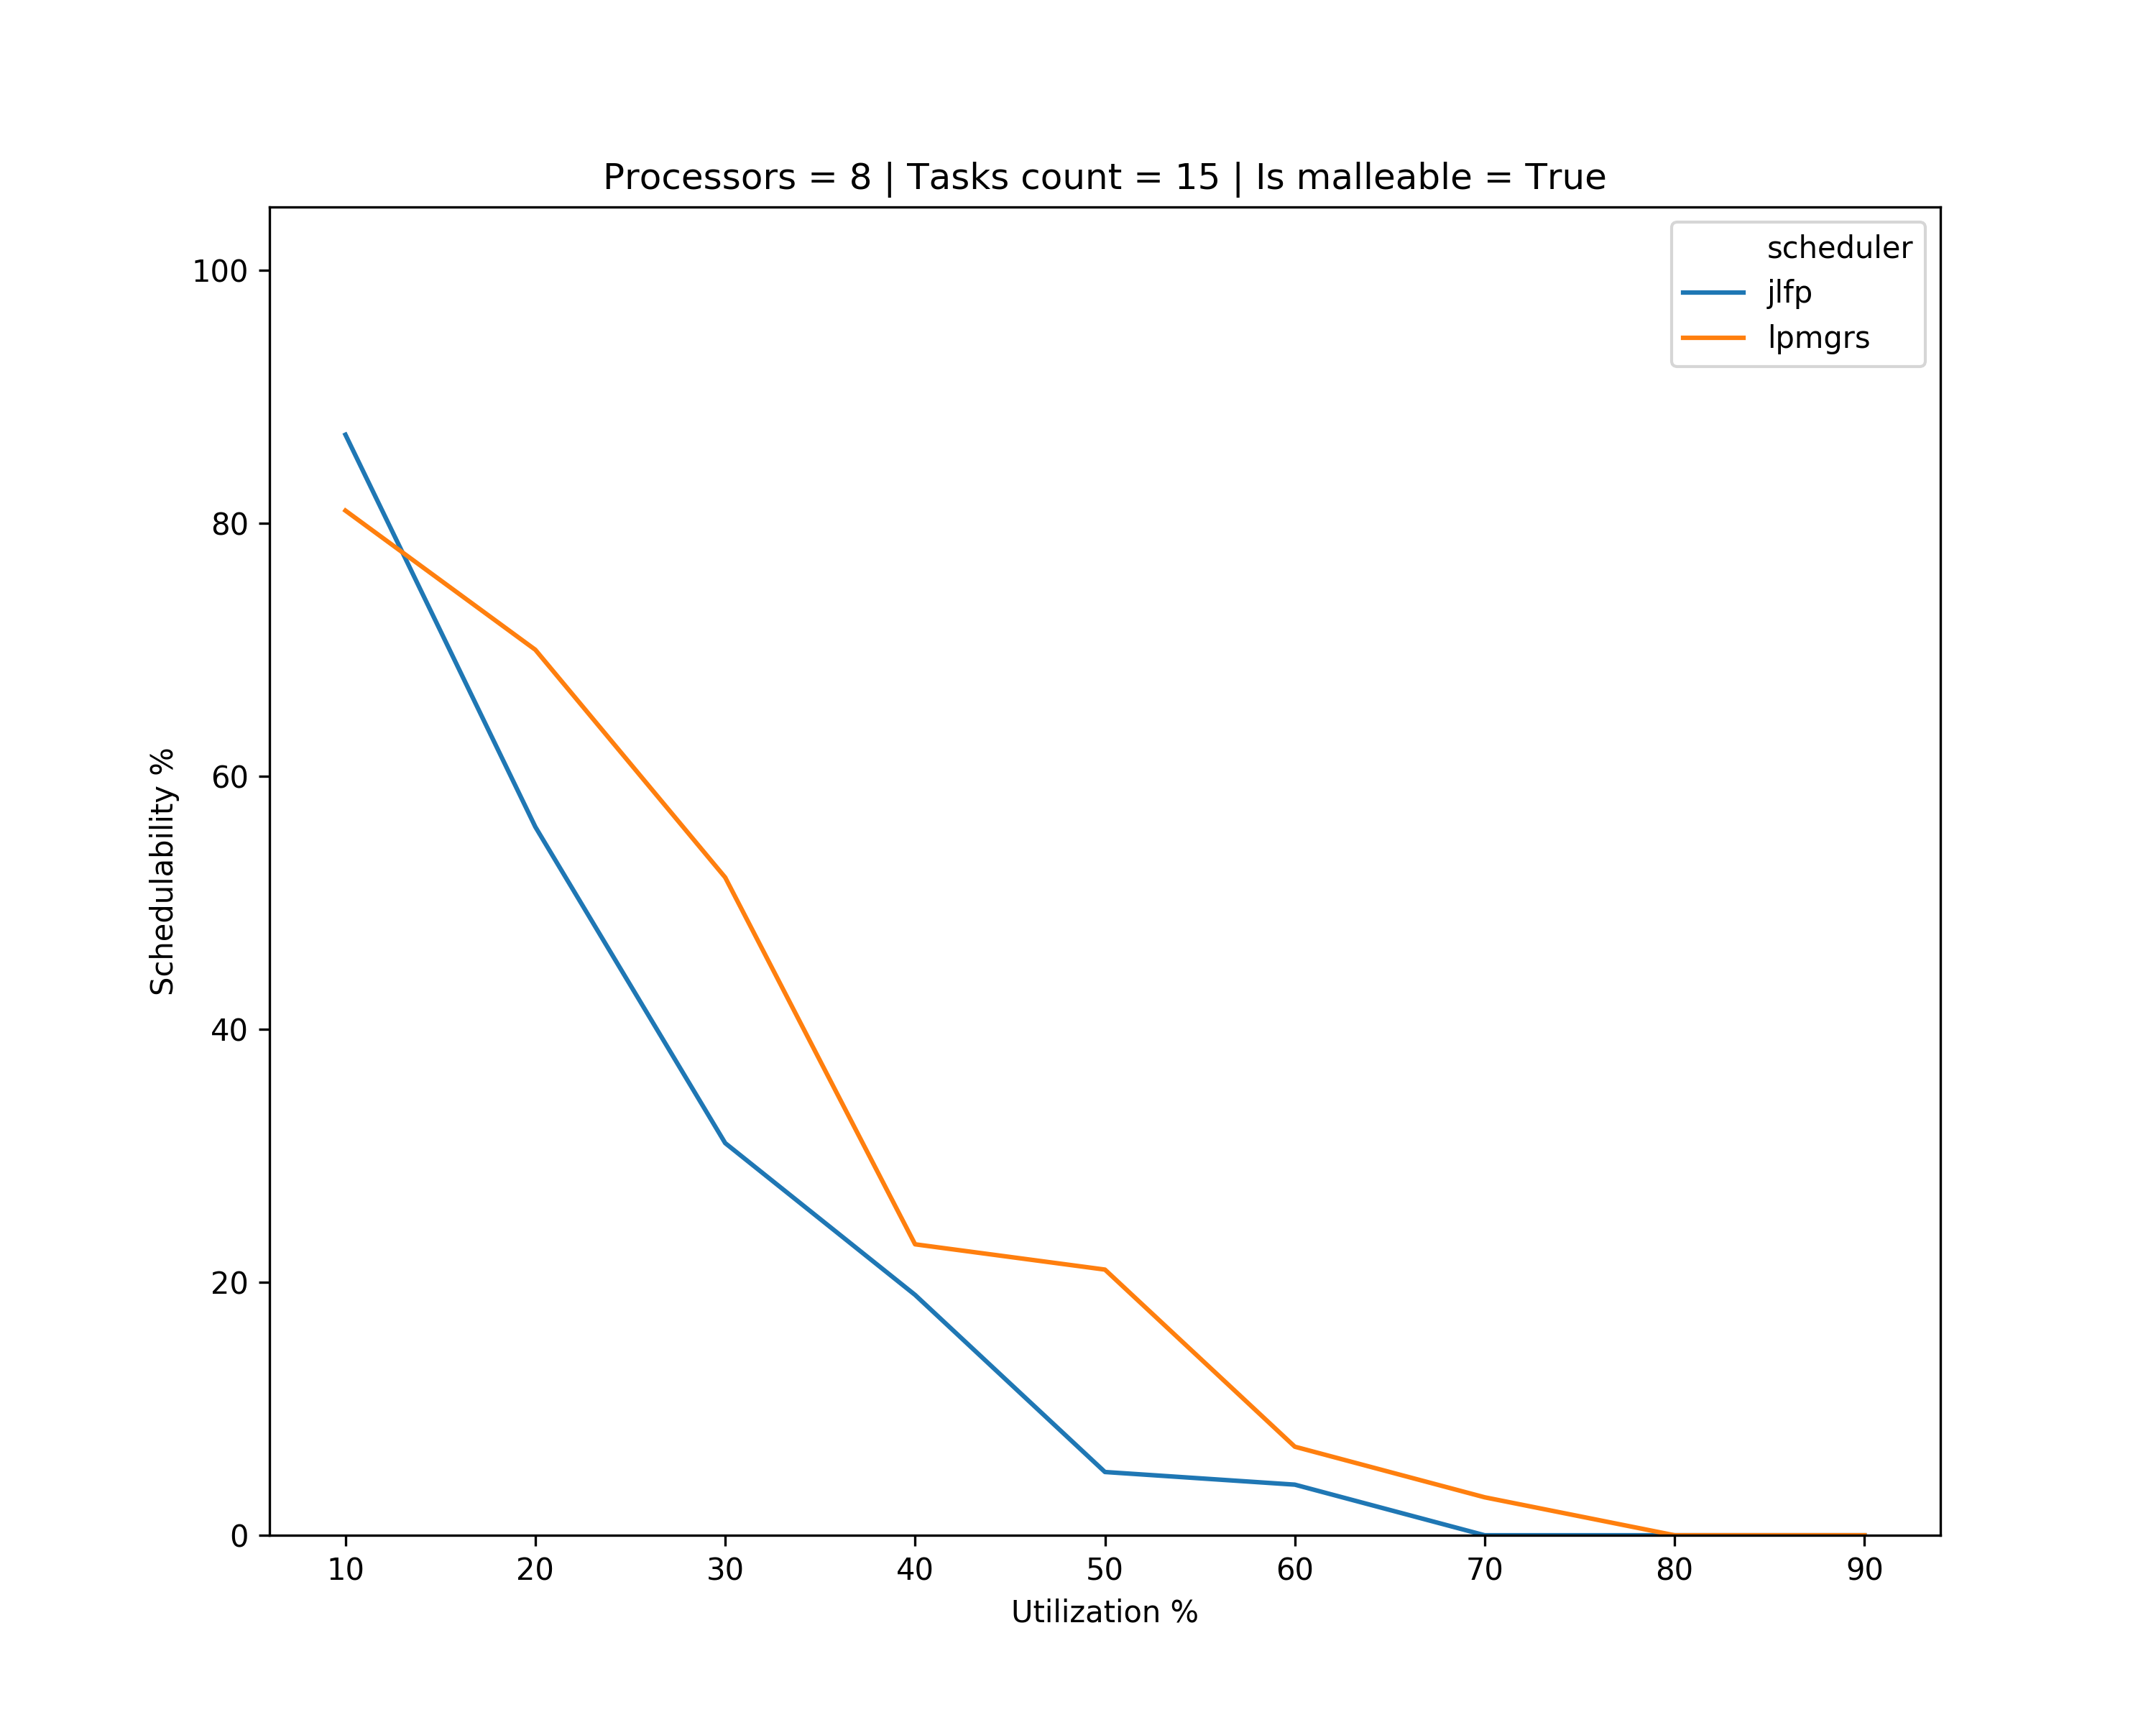 Processors = 8 | Tasks count = 15 | Is malleable = True
scheduler
jlfp
lpmgrs
100
80
60
40
20
0
Schedulability %
10 20 30 40 50 60 70 80 90
Utilization %